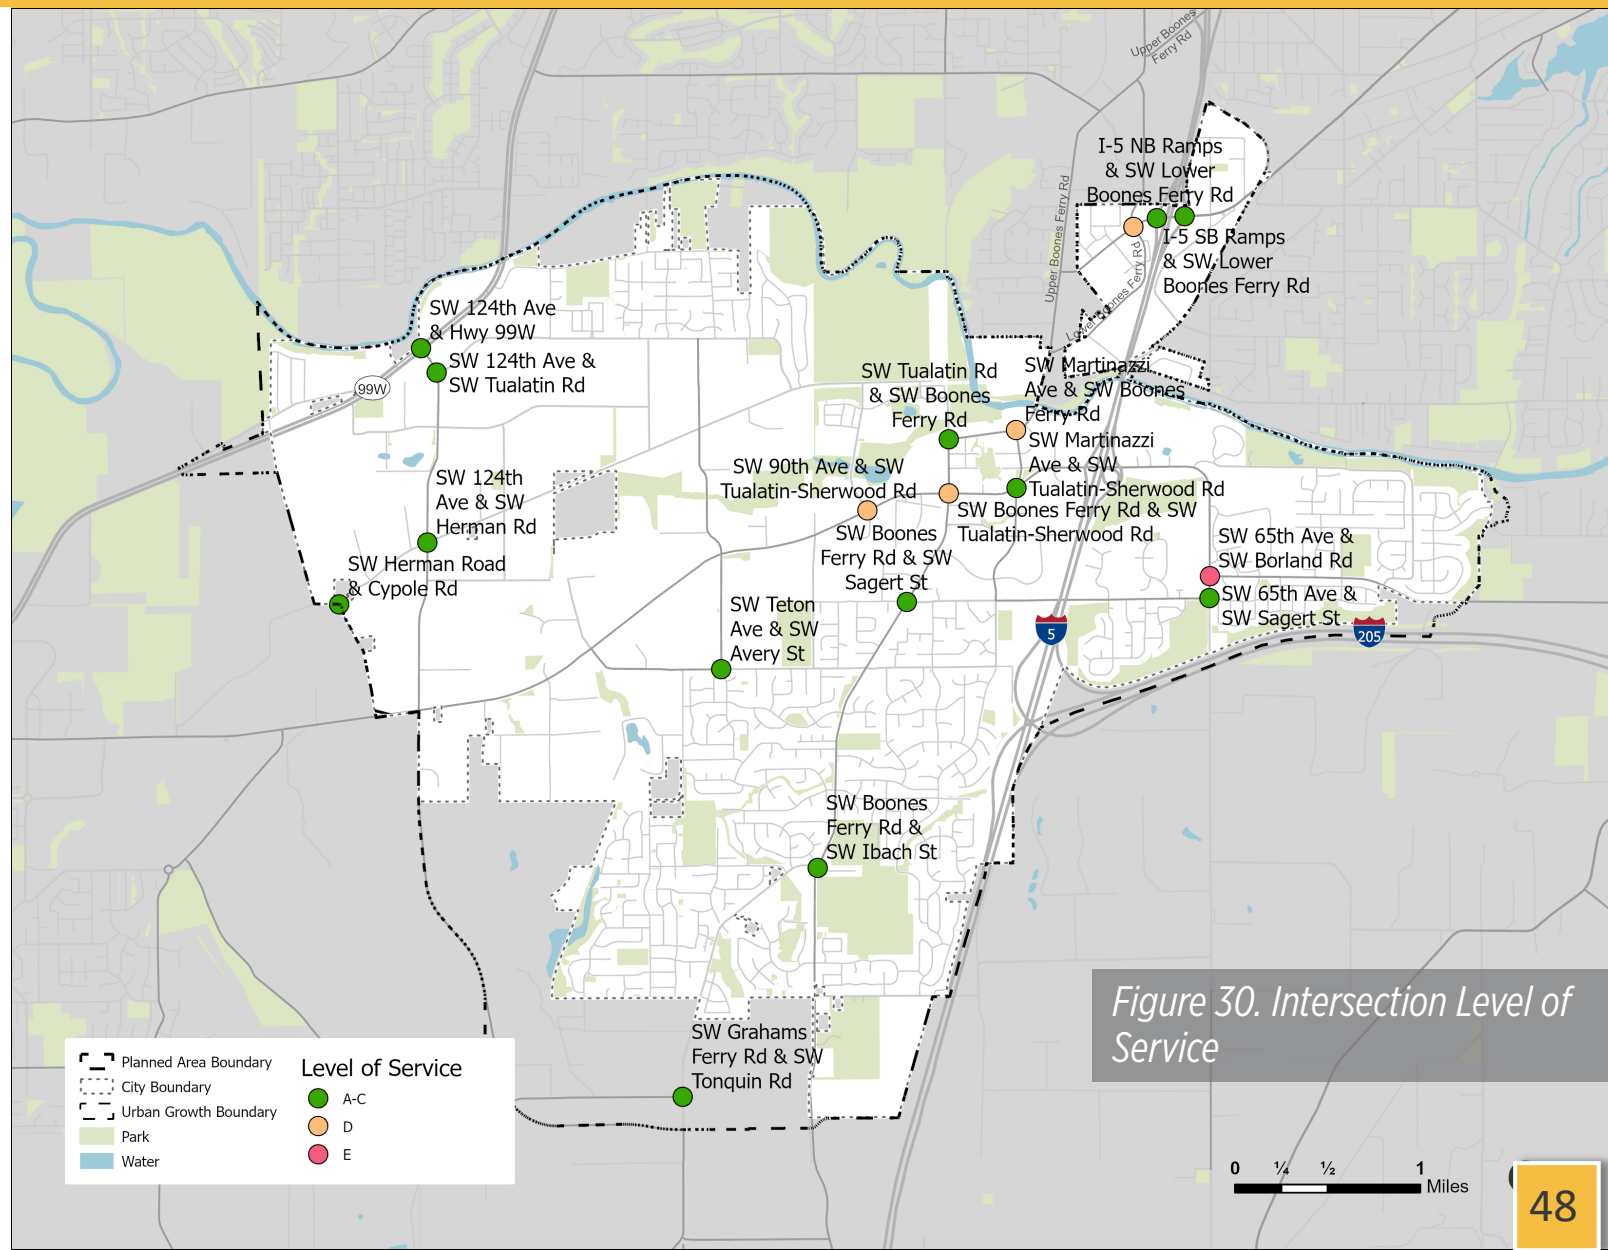 Upper Boones
Ferry Rd
I-5 NB Ramps
& SW Lower
Boones Ferry Rd
I-5 SB Ramps
& SW Lower
Boones Ferry Rd
Upper Boones Ferry Rd
Lower Boones Ferry Rd
SW 124th Ave
& Hwy 99W
SW 124th Ave &
SW Tualatin Rd
99W
SW Tualatin Rd
& SW Boones
Ferry Rd
SW Martinazzi
Ave & SW Boones
Ferry Rd
SW Martinazzi
Ave & SW
Tualatin-Sherwood Rd
SW 90th Ave & SW
Tualatin-Sherwood Rd
SW Boones Ferry Rd & SW
Tualatin-Sherwood Rd
SW 124th
Ave & SW
Herman Rd
SW Herman Road
& Cypole Rd
SW Boones
Ferry Rd & SW
Sagert St
SW 65th Ave &
SW Borland Rd
SW 65th Ave &
SW Sagert St
SW Teton
Ave & SW
Avery St
5
205
SW Boones
Ferry Rd &
SW Ibach St
SW Grahams
Ferry Rd & SW
Tonquin Rd
Figure 30. Intersection Level of
Service
Planned Area Boundary
City Boundary
Urban Growth Boundary
Park
Water
Level of Service
A-C
D
E
0 ¼ ½ 1
Miles
48